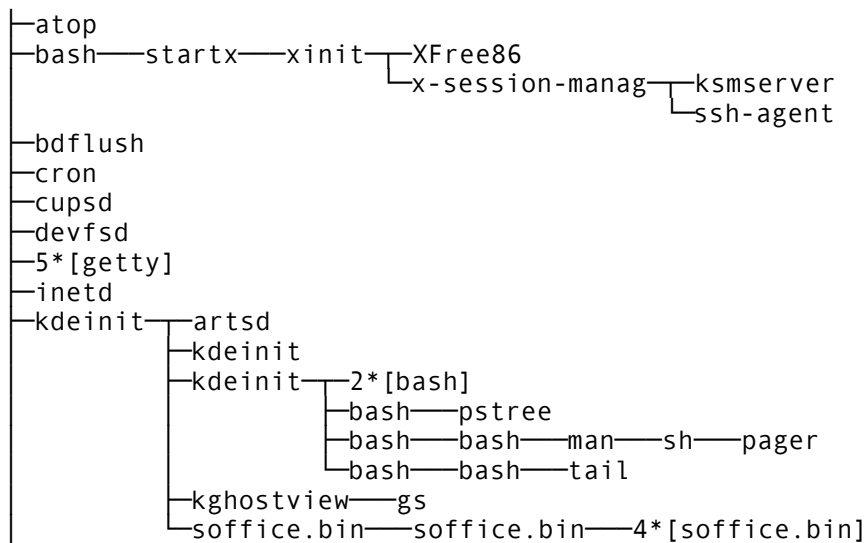 ├─atop
├─bash───startx───xinit─┬─XFree86
│                       └─x-session-manag─┬─ksmserver
│                                         └─ssh-agent
├─bdflush
├─cron
├─cupsd
├─devfsd
├─5*[getty]
├─inetd
├─kdeinit─┬─artsd
│         ├─kdeinit
│         ├─kdeinit─┬─2*[bash]
│         │         ├─bash───pstree
│         │         ├─bash───bash───man───sh───pager
│         │         └─bash───bash───tail
│         ├─kghostview───gs
│         └─soffice.bin───soffice.bin───4*[soffice.bin]